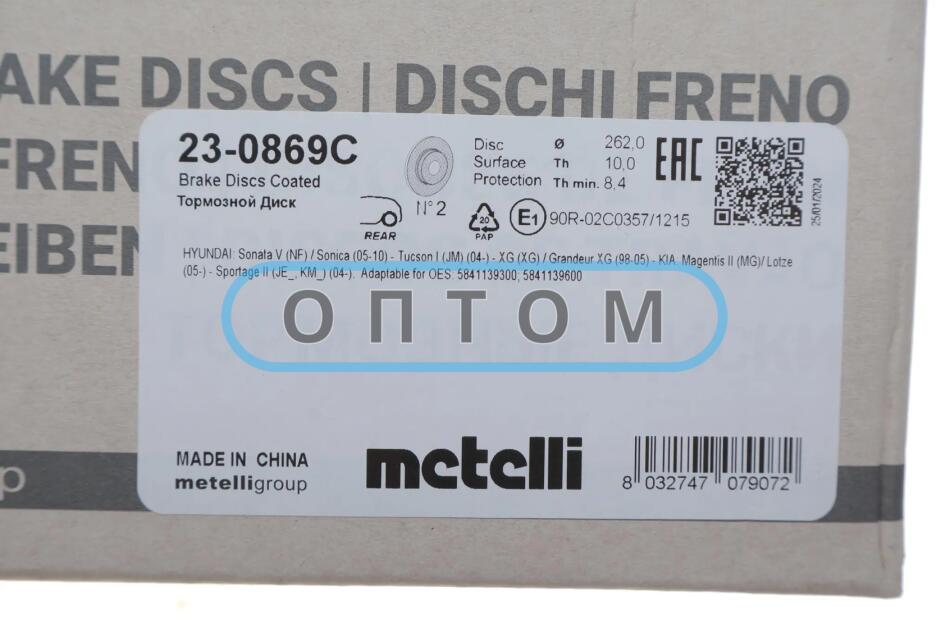 AKE DISCS | DISCHI FRENO
FREN
EIBEN
23-0869C
Brake Discs Coated
Тормозной Диск
REAR
N°2
20
PAP
Disc Ø 262,0
Surface Th 10,0
Protection Th min. 8,4
EAC
E1 90R-02C0357/1215
25/01/2024
HYUNDAI: Sonata V (NF) / Sonica (05-10) - Tucson I (JM) (04-) - XG (XG) / Grandeur XG (98-05) - KIA: Magentis II (MG)/ Lotze
(05-) - Sportage II (JE_, KM_) (04-). Adaptable for OES: 5841139300; 5841139600
ОПТОМ
MADE IN CHINA
metelligroup
metelli
8 032747 079072
p